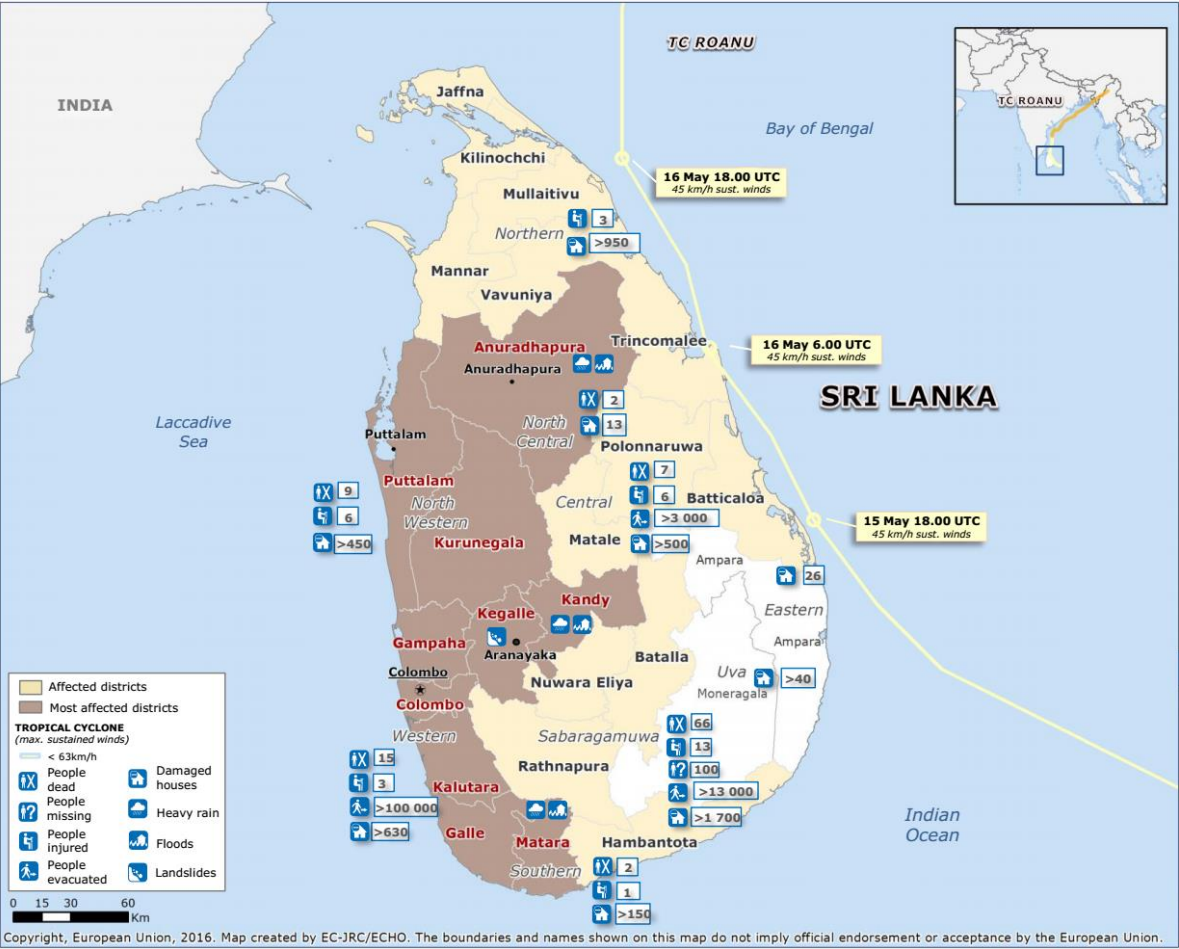 TC ROANU
INDIA
Jaffna
TC ROANU
Bay of Bengal
Kilinochchi
16 May 18.00 UTC
45 km/h sust. winds
Mullaitivu
3
Northern
>950
Mannar
Vavuniya
Trincomalee
16 May 6.00 UTC
45 km/h sust. winds
Anuradhapura
Anuradhapura
SRI LANKA
2
Laccadive
Sea
North
Central
13
Puttalam
Polonnaruwa
7
Puttalam
9
North
Western
Central
6
Batticaloa
6
>3 000
15 May 18.00 UTC
45 km/h sust. winds
>450
Kurunegala
Matale
>500
Ampara
26
Kandy
Eastern
Kegalle
Gampaha
Ampara
Aranayaka
Batalla
Colombo
Uva
>40
Nuwara Eliya
Moneragala
Colombo
Western
Sabaragamuwa
66
13
15
Rathnapura
100
3
Kalutara
>13 000
>100 000
>1 700
>630
Galle
Matara
Hambantota
Indian
Ocean
Southern
2
1
>150
Affected districts
Most affected districts
TROPICAL CYCLONE
(max. sustained winds)
< 63km/h
People
dead
Damaged
houses
People
missing
Heavy rain
People
injured
Floods
People
evacuated
Landslides
0 15 30 60
Km
Copyright, European Union, 2016. Map created by EC-JRC/ECHO. The boundaries and names shown on this map do not imply official endorsement or acceptance by the European Union.